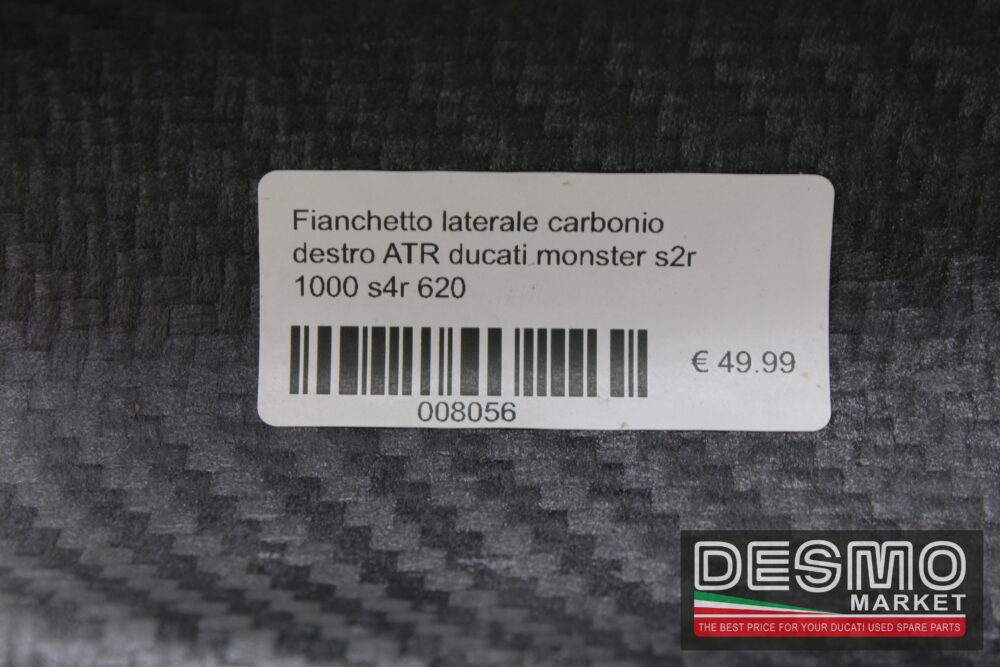 Fianchetto laterale carbonio
destro ATR ducati monster s2r
1000 s4r 620
€ 49.99
008056
DESMO
MARKET
THE BEST PRICE FOR YOUR DUCATI USED SPARE PARTS